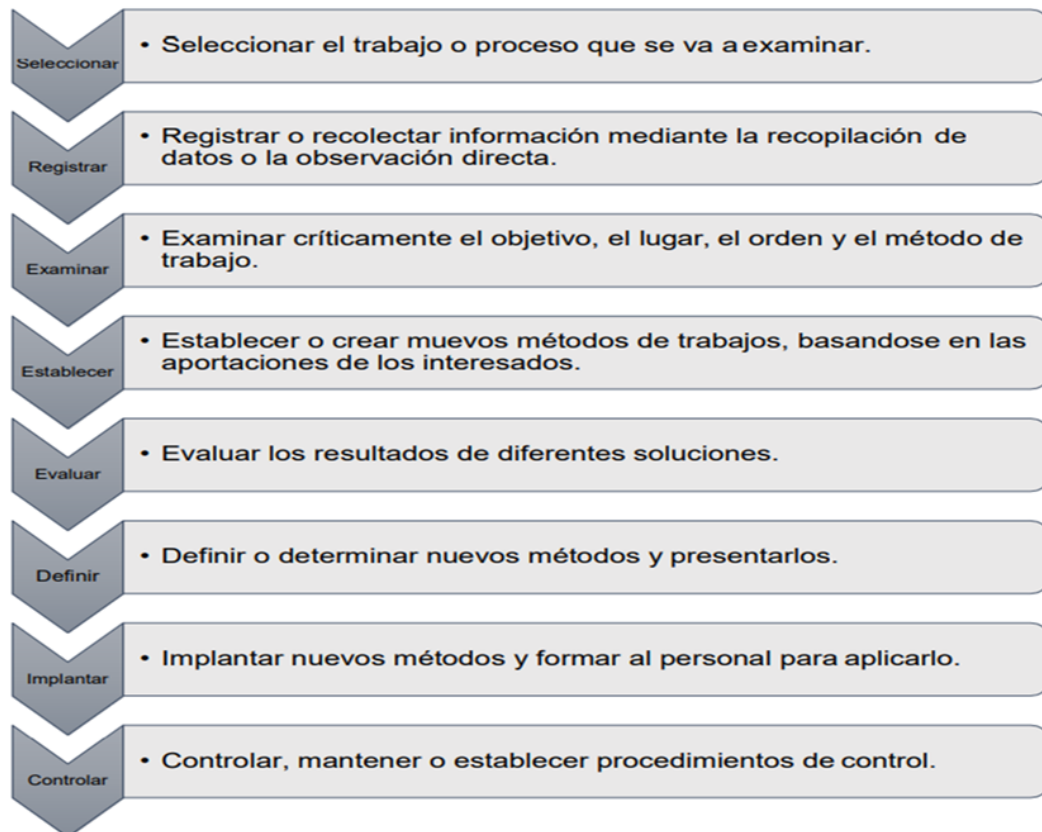 Seleccionar
• Seleccionar el trabajo o proceso que se va a examinar.
Registrar
• Registrar o recolectar información mediante la recopilación de
datos o la observación directa.
Examinar
• Examinar críticamente el objetivo, el lugar, el orden y el método de
trabajo.
Establecer
• Establecer o crear muevos métodos de trabajos, basandose en las
aportaciones de los interesados.
Evaluar
• Evaluar los resultados de diferentes soluciones.
Definir
• Definir o determinar nuevos métodos y presentarlos.
Implantar
• Implantar nuevos métodos y formar al personal para aplicarlo.
Controlar
• Controlar, mantener o establecer procedimientos de control.